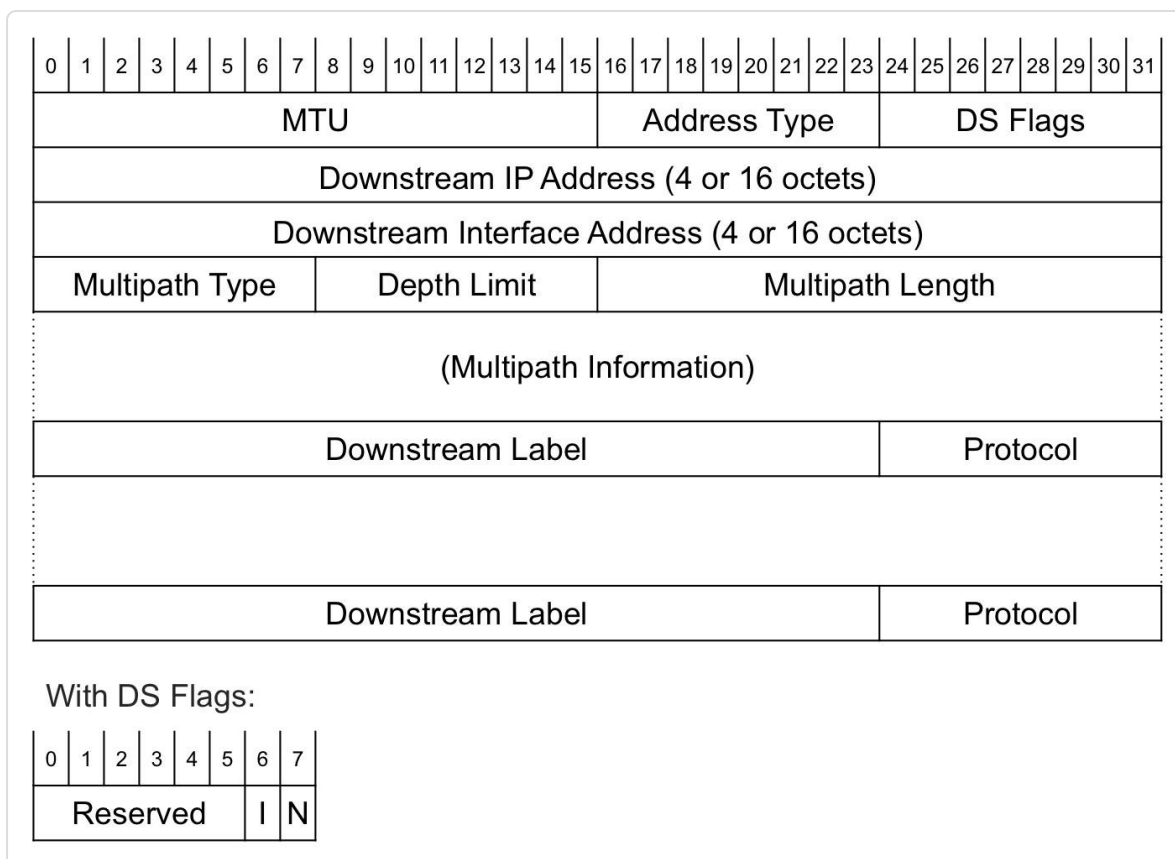 0 1 2 3 4 5 6 7 8 9 10 11 12 13 14 15 16 17 18 19 20 21 22 23 24 25 26 27 28 29 30 31
MTU Address Type DS Flags
Downstream IP Address (4 or 16 octets)
Downstream Interface Address (4 or 16 octets)
Multipath Type Depth Limit Multipath Length
(Multipath Information)
Downstream Label Protocol
Downstream Label Protocol
With DS Flags:
0 1 2 3 4 5 6 7
Reserved I N